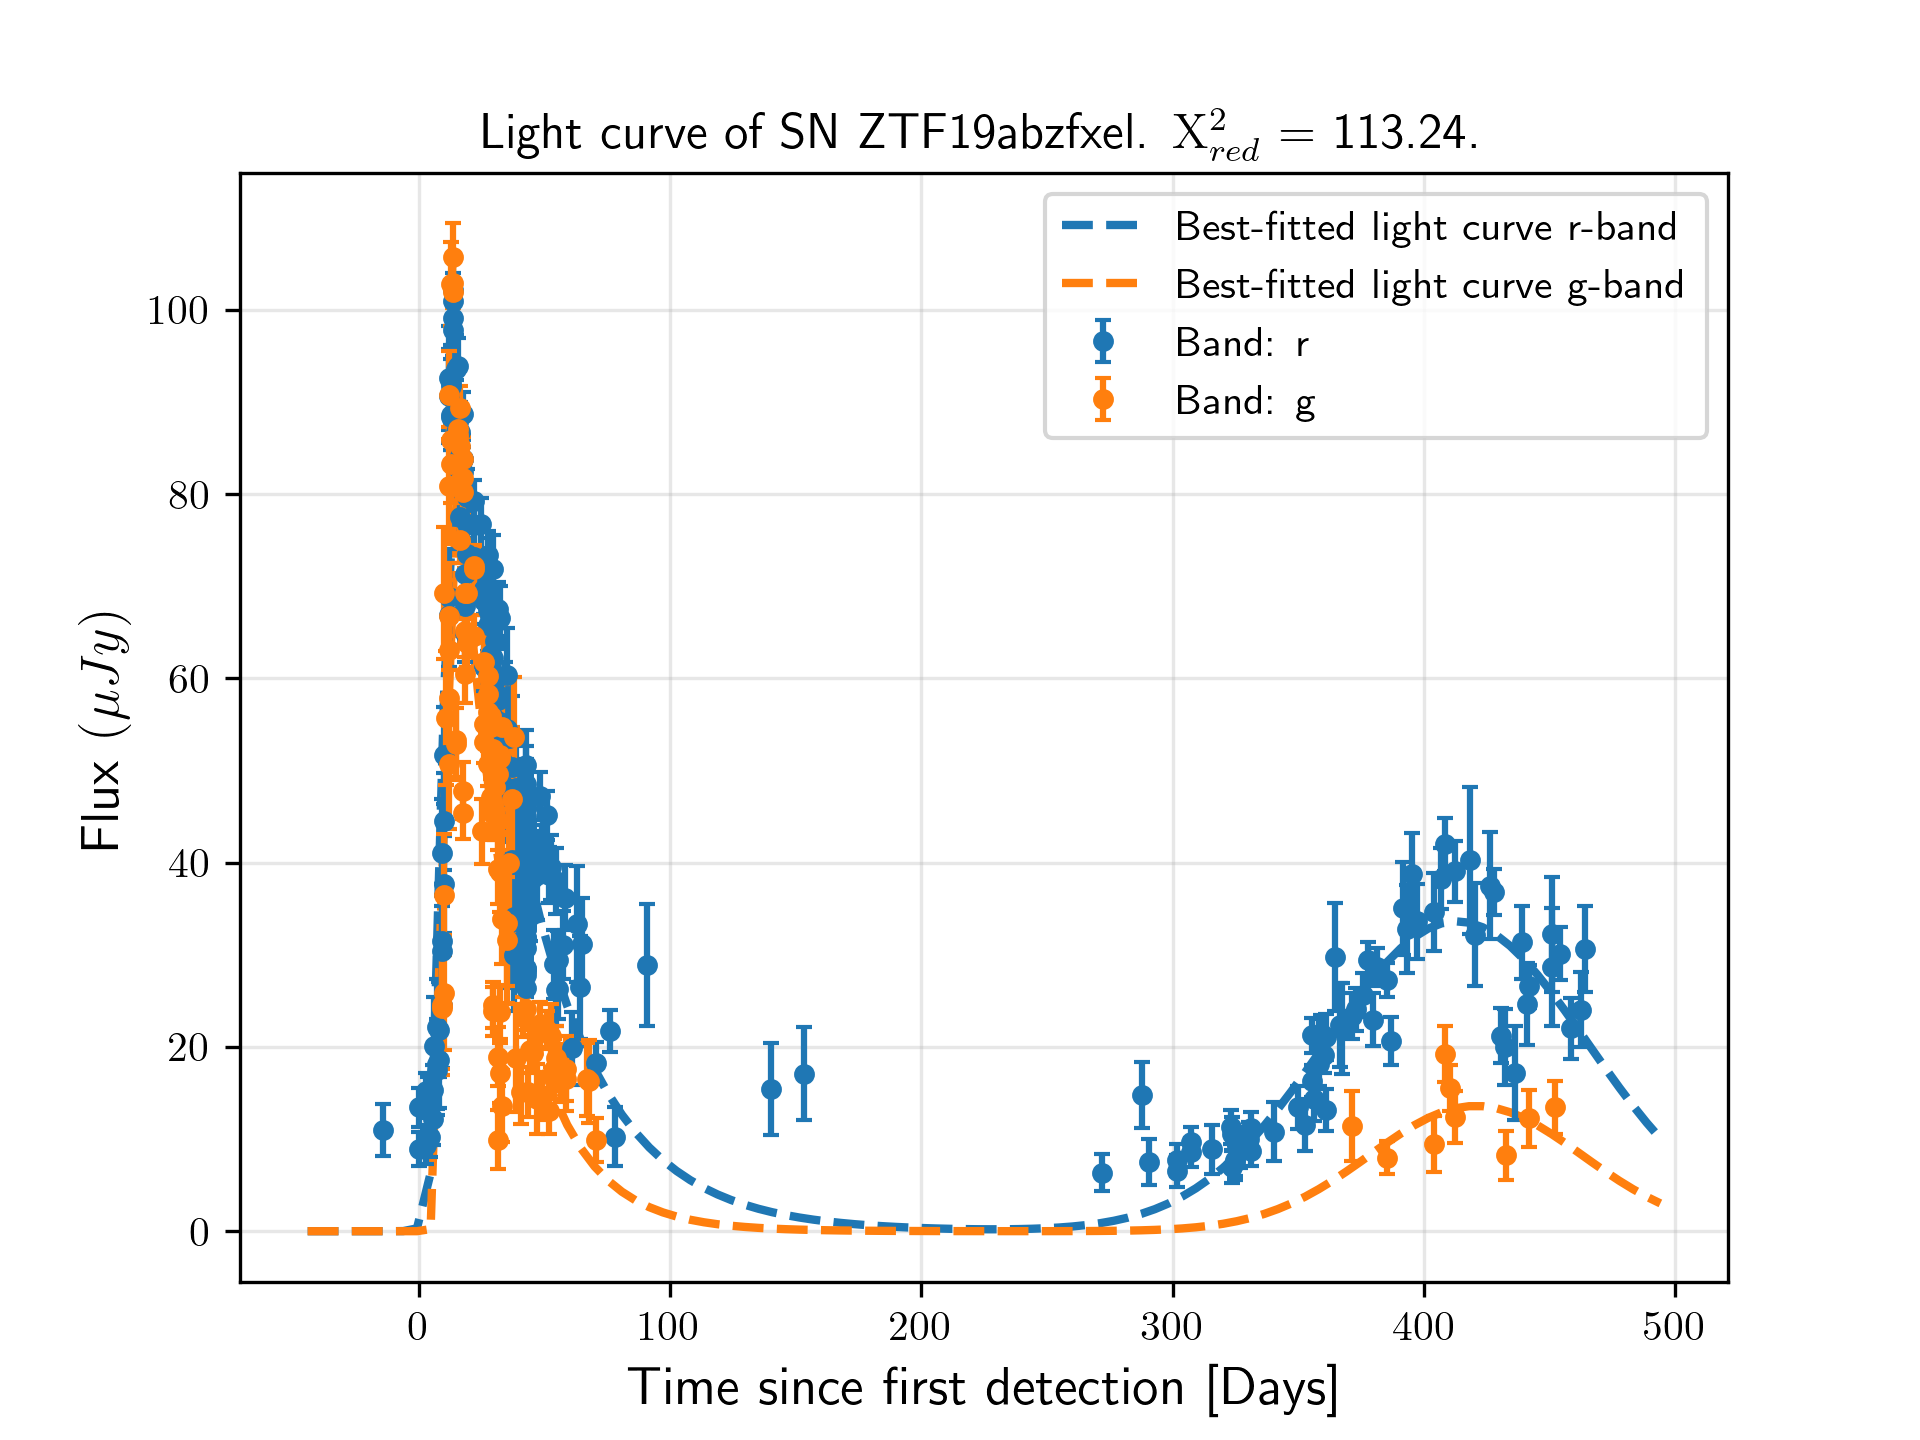 Light curve of SN ZTF19abzfxel. X²_red = 113.24.
Best-fitted light curve r-band
Best-fitted light curve g-band
Band: r
Band: g
Flux (μJy)
100
80
60
40
20
0
0 100 200 300 400 500
Time since first detection [Days]